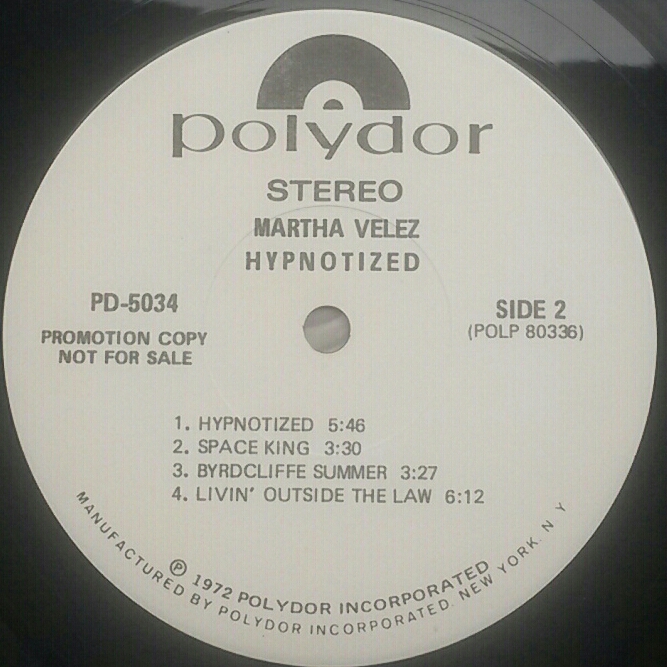 polydor
STEREO
MARTHA VELEZ
HYPNOTIZED
PD-5034
PROMOTION COPY
NOT FOR SALE
SIDE 2
(POLP 80336)
1. HYPNOTIZED 5:46
2. SPACE KING 3:30
3. BYRDCLIFFE SUMMER 3:27
4. LIVIN' OUTSIDE THE LAW 6:12
Ⓟ 1972 POLYDOR INCORPORATED
MANUFACTURED BY POLYDOR INCORPORATED. NEW YORK. N Y